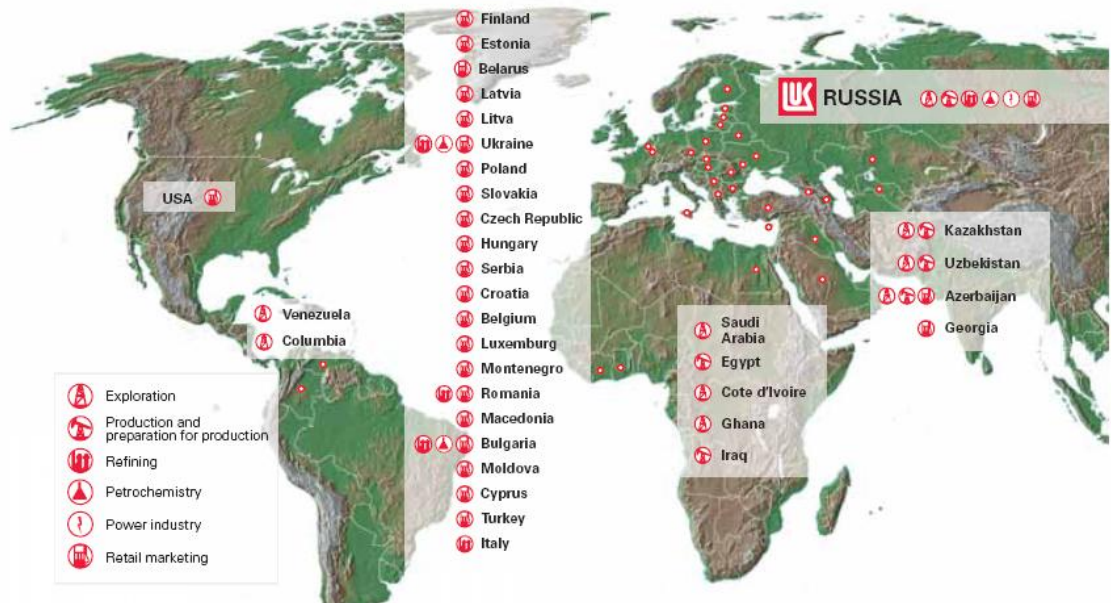 Finland
Estonia
Belarus
Latvia
Litva
Ukraine
Poland
Slovakia
Czech Republic
Hungary
Serbia
Croatia
Belgium
Luxemburg
Montenegro
Romania
Macedonia
Bulgaria
Moldova
Cyprus
Turkey
Italy
LUK RUSSIA
USA
Venezuela
Columbia
Kazakhstan
Uzbekistan
Azerbaijan
Georgia
Saudi
Arabia
Egypt
Cote d'Ivoire
Ghana
Iraq
Exploration
Production and
preparation for production
Refining
Petrochemistry
Power industry
Retail marketing